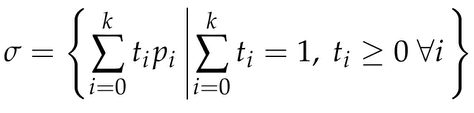 σ = { ∑_{i=0}^{k} t_i p_i | ∑_{i=0}^{k} t_i = 1, t_i ≥ 0 ∀i }